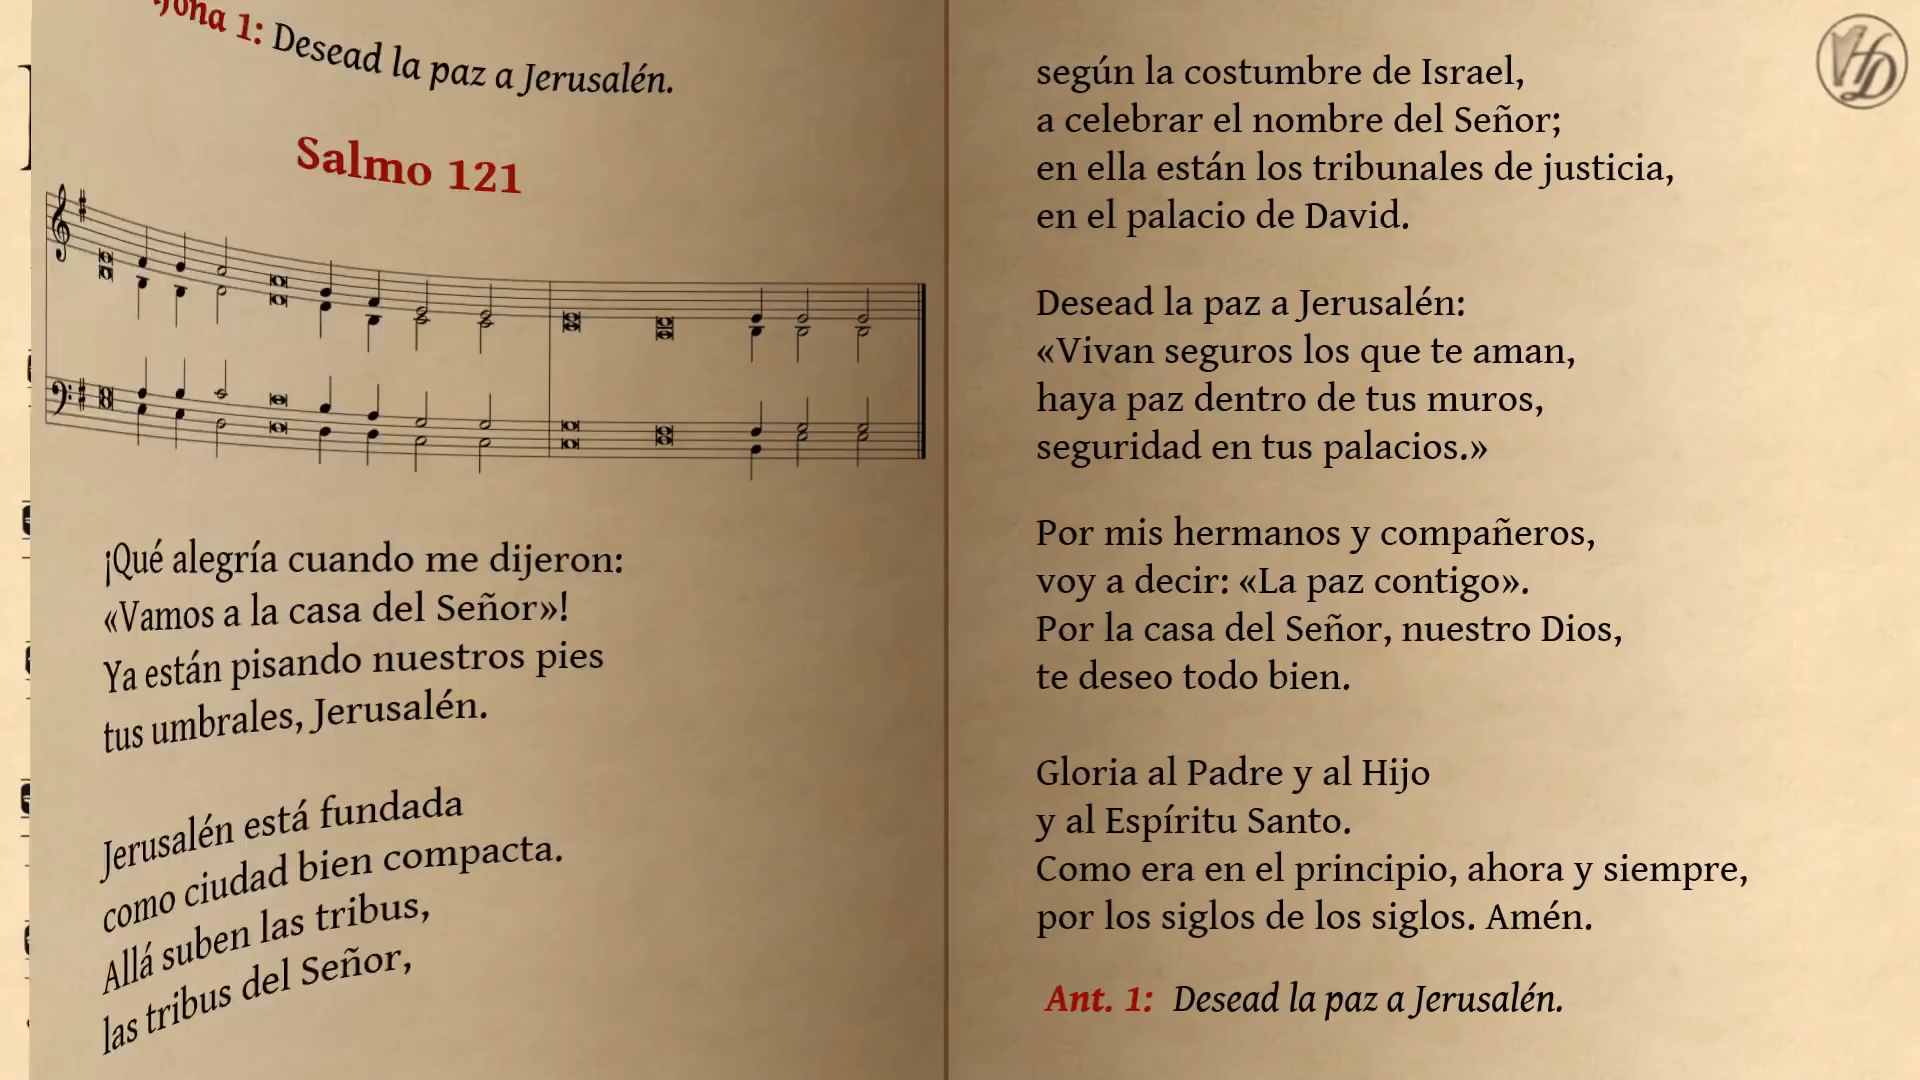 1: Desead la paz a Jerusalén.
Salmo 121
¡Qué alegría cuando me dijeron:
«Vamos a la casa del Señor»!
Ya están pisando nuestros pies
tus umbrales, Jerusalén.
Jerusalén está fundada
como ciudad bien compacta.
Allá suben las tribus,
las tribus del Señor,
según la costumbre de Israel,
a celebrar el nombre del Señor;
en ella están los tribunales de justicia,
en el palacio de David.
Desead la paz a Jerusalén:
«Vivan seguros los que te aman,
haya paz dentro de tus muros,
seguridad en tus palacios.»
Por mis hermanos y compañeros,
voy a decir: «La paz contigo».
Por la casa del Señor, nuestro Dios,
te deseo todo bien.
Gloria al Padre y al Hijo
y al Espíritu Santo.
Como era en el principio, ahora y siempre,
por los siglos de los siglos. Amén.
Ant. 1: Desead la paz a Jerusalén.
HD